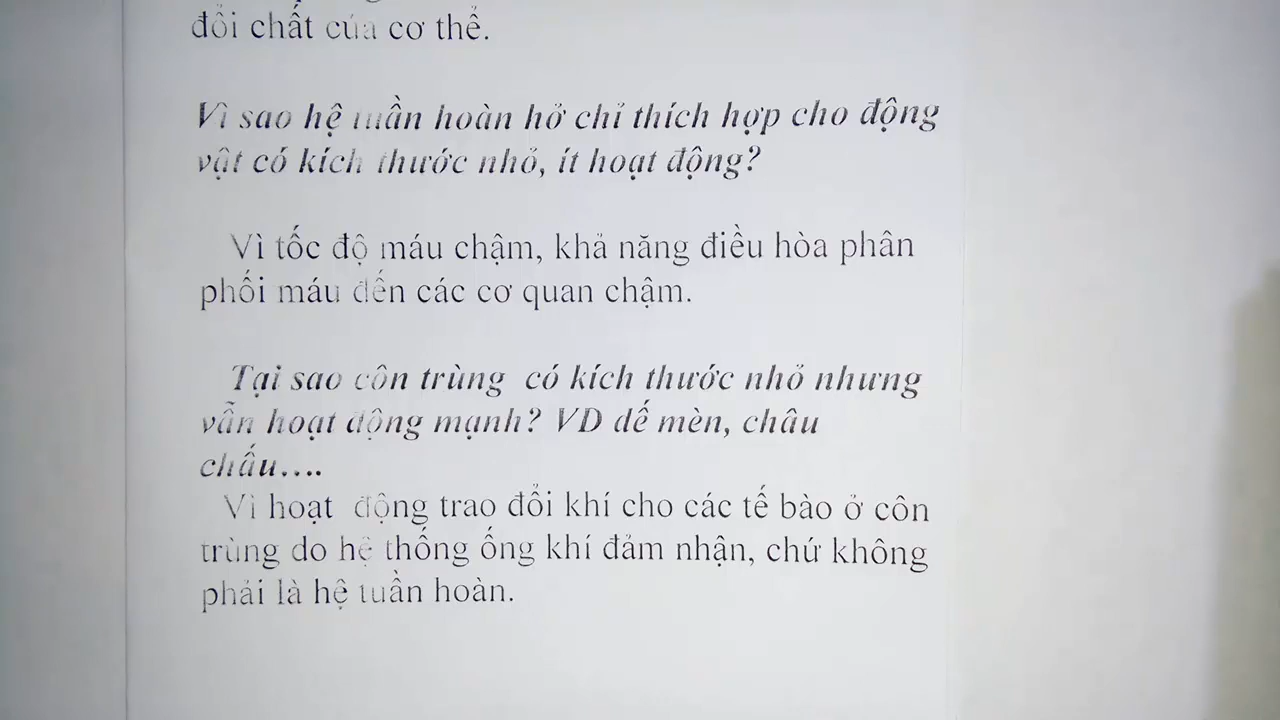 đổi chất của cơ thể.
Vì sao hệ tuần hoàn hở chỉ thích hợp cho động
vật có kích thước nhỏ, ít hoạt động?
Vì tốc độ máu chậm, khả năng điều hòa phân
phối máu đến các cơ quan chậm.
Tại sao côn trùng có kích thước nhỏ nhưng
vẫn hoạt động mạnh? VD dế mèn, châu
chấu....
Vì hoạt động trao đổi khí cho các tế bào ở côn
trùng do hệ thống ống khí đảm nhận, chứ không
phải là hệ tuần hoàn.